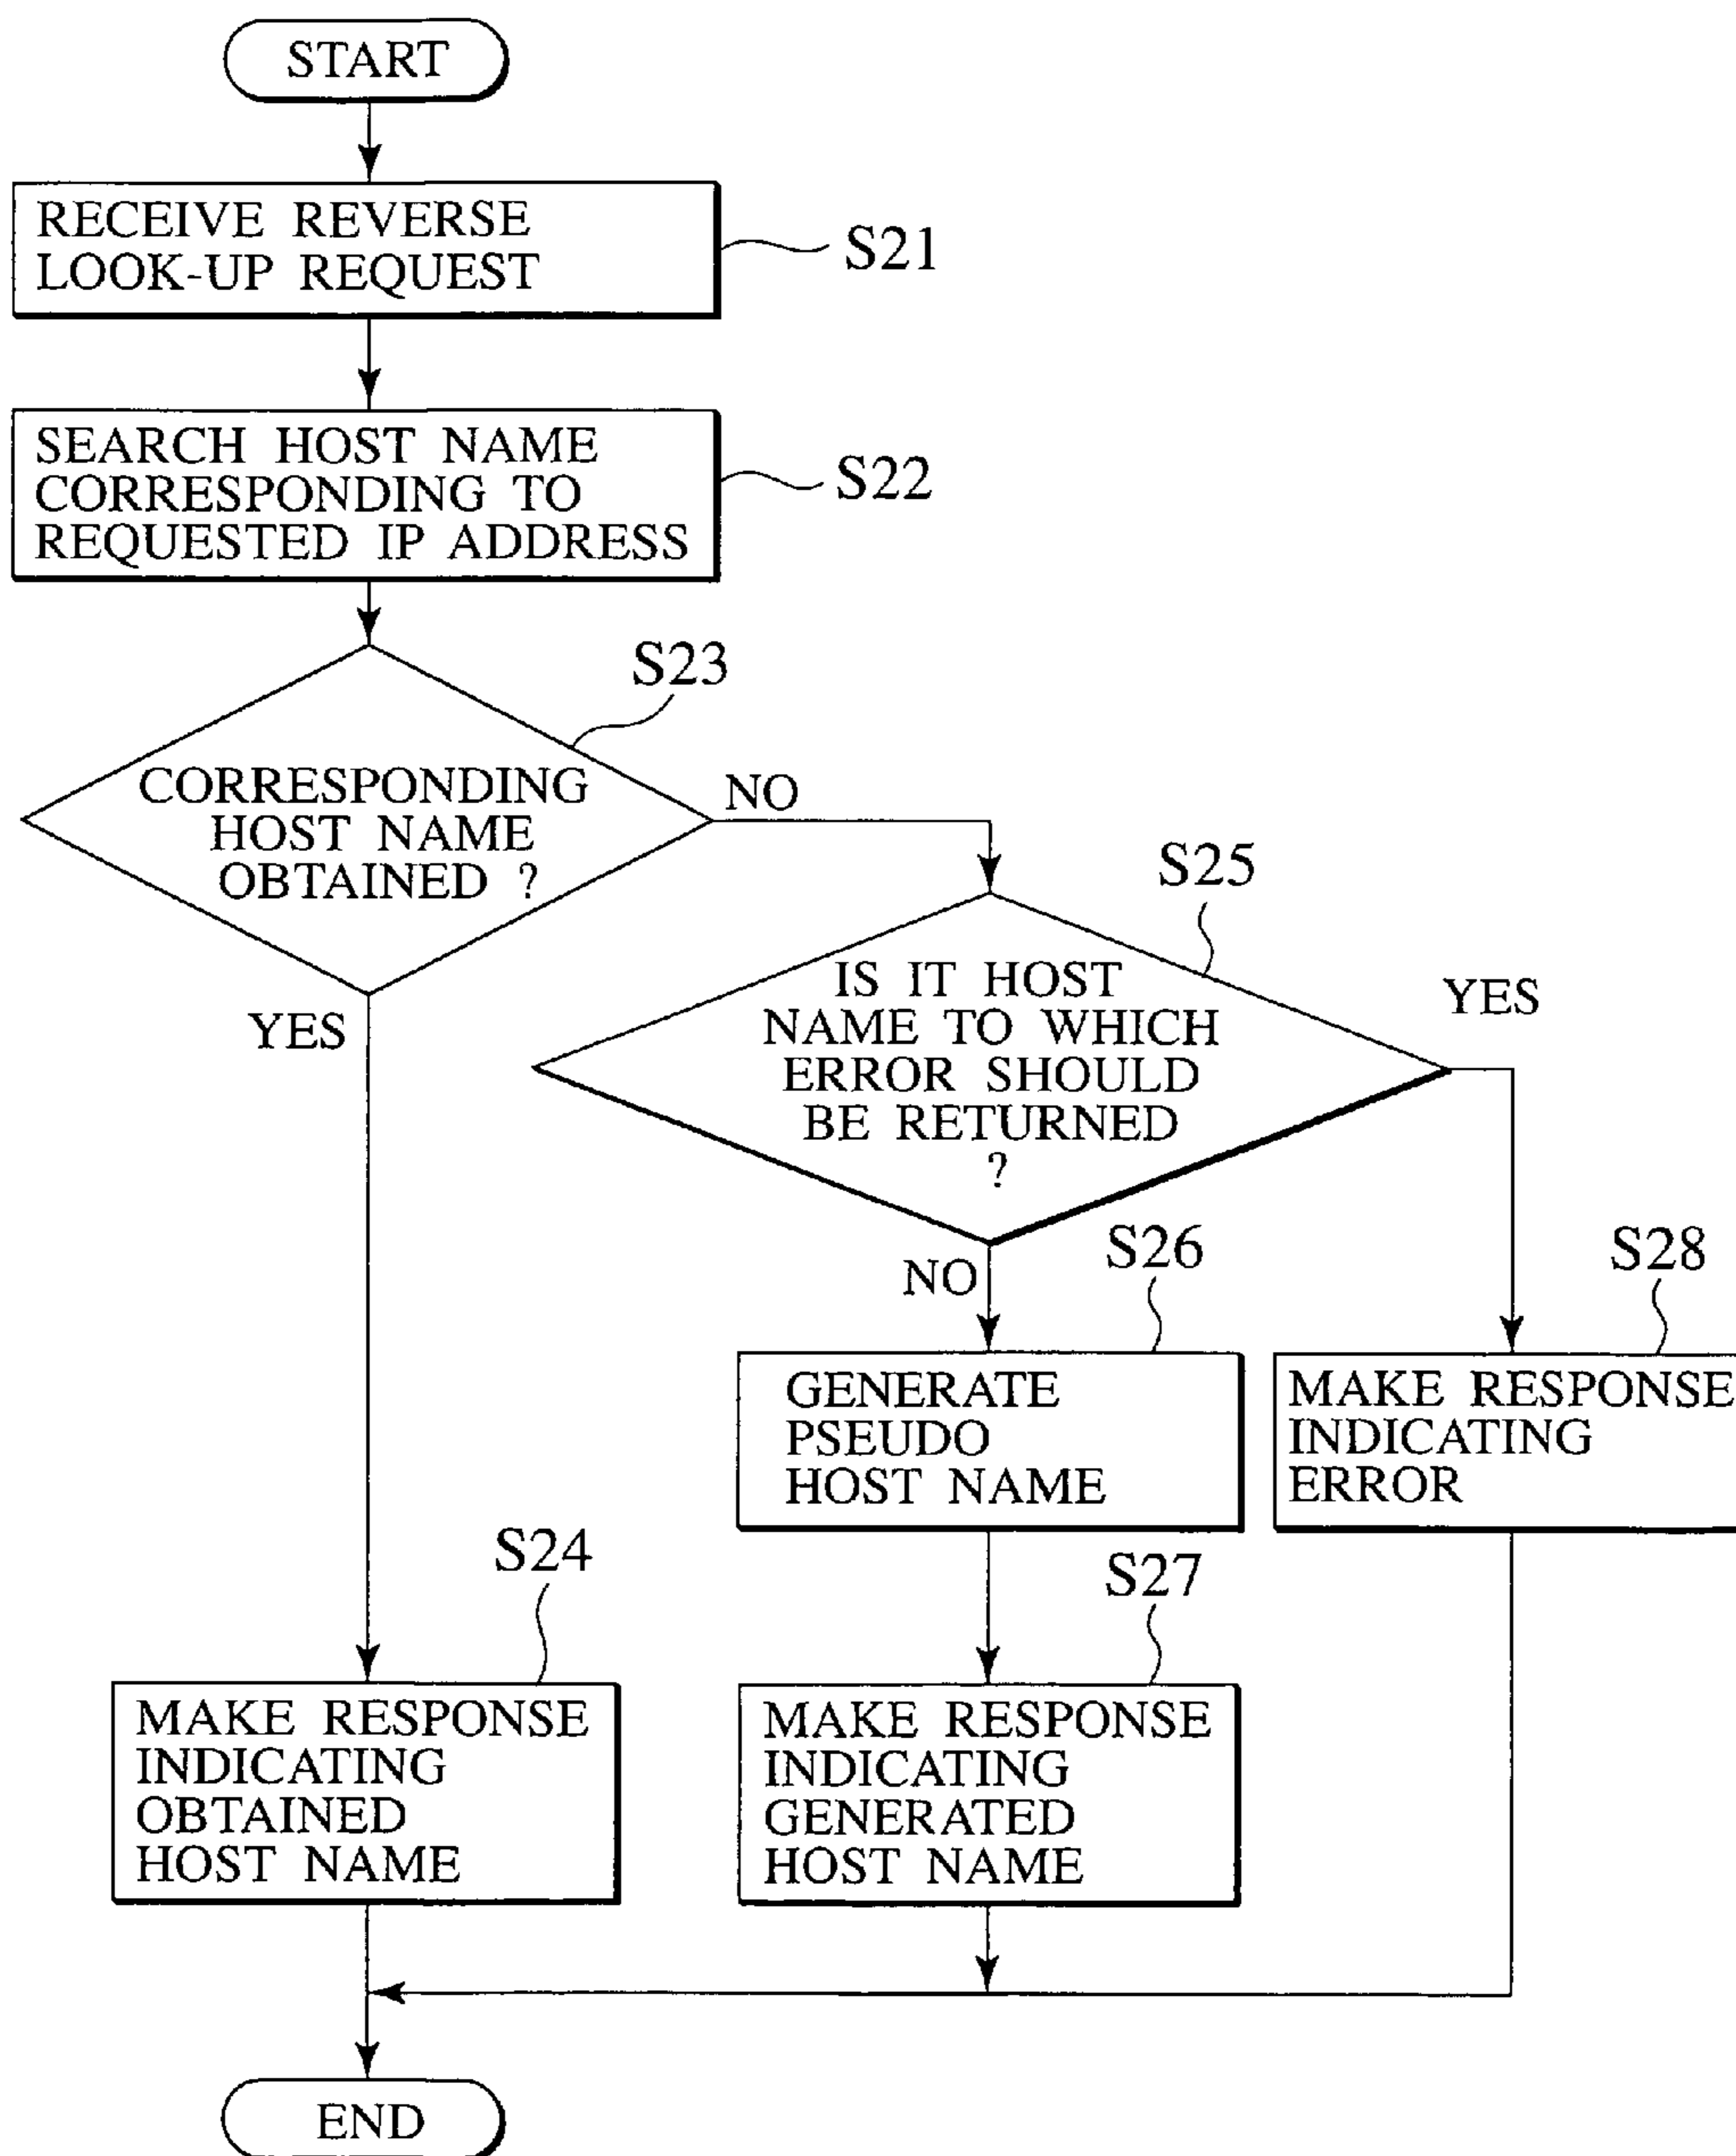 START
RECEIVE REVERSE
LOOK-UP REQUEST
S21
SEARCH HOST NAME
CORRESPONDING TO
REQUESTED IP ADDRESS
S22
S23
CORRESPONDING
HOST NAME
OBTAINED ?
NO
YES
S25
IS IT HOST
NAME TO WHICH
ERROR SHOULD
BE RETURNED
?
YES
NO
S26
GENERATE
PSEUDO
HOST NAME
S28
MAKE RESPONSE
INDICATING
ERROR
S24
MAKE RESPONSE
INDICATING
OBTAINED
HOST NAME
S27
MAKE RESPONSE
INDICATING
GENERATED
HOST NAME
END